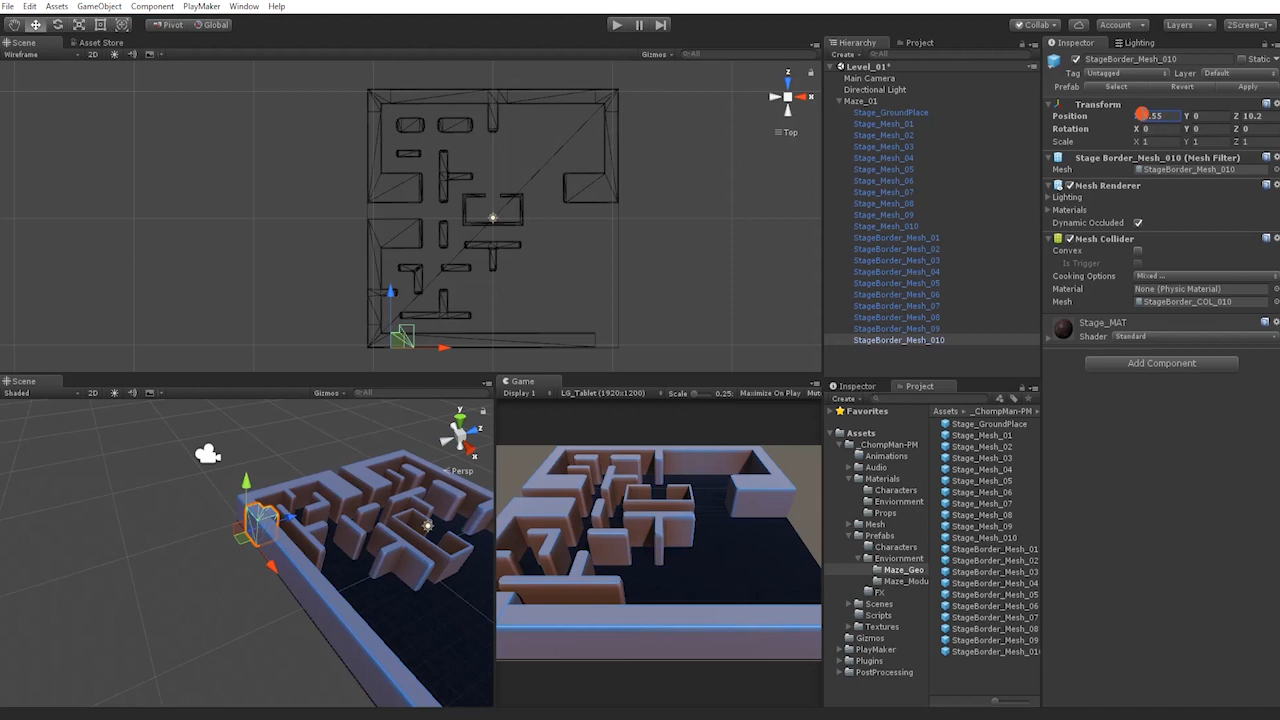 File Edit Assets GameObject Component PlayMaker Window Help
Pivot Global Collab Account Layers 2Screen_T
Scene Asset Store
Wireframe 2D Gizmos All
z x Top
Hierarchy Project
Create All
Level_01*
Main Camera
Directional Light
Maze_01
Stage_GroundPlace
Stage_Mesh_01
Stage_Mesh_02
Stage_Mesh_03
Stage_Mesh_04
Stage_Mesh_05
Stage_Mesh_06
Stage_Mesh_07
Stage_Mesh_08
Stage_Mesh_09
Stage_Mesh_010
StageBorder_Mesh_01
StageBorder_Mesh_02
StageBorder_Mesh_03
StageBorder_Mesh_04
StageBorder_Mesh_05
StageBorder_Mesh_06
StageBorder_Mesh_07
StageBorder_Mesh_08
StageBorder_Mesh_09
StageBorder_Mesh_010
Inspector Lighting
StageBorder_Mesh_010 Static
Tag Untagged Layer Default
Prefab Select Revert Apply
Transform
Position .55 Y 0 Z 10.2
Rotation X 0 Y 0 Z 0
Scale X 1 Y 1 Z 1
Stage Border_Mesh_010 (Mesh Filter)
Mesh StageBorder_Mesh_010
Mesh Renderer
Lighting
Materials
Dynamic Occluded
Mesh Collider
Convex
Is Trigger
Cooking Options Mixed ...
Material None (Physic Material)
Mesh StageBorder_COL_010
Stage_MAT
Shader Standard
Add Component
Scene
Shaded 2D Gizmos All
y z x Persp
Game
Display 1 LG_Tablet (1920x1200) Scale 0.25: Maximize On Play Mut
Inspector Project
Create
Favorites
Assets
_ChompMan-PM
Animations
Audio
Materials
Characters
Enviornment
Props
Mesh
Prefabs
Characters
Enviornment
Maze_Geo
Maze_Modu
FX
Scenes
Scripts
Textures
Gizmos
PlayMaker
Plugins
PostProcessing
Assets _ChompMan-PM
Stage_GroundPlace
Stage_Mesh_01
Stage_Mesh_02
Stage_Mesh_03
Stage_Mesh_04
Stage_Mesh_05
Stage_Mesh_06
Stage_Mesh_07
Stage_Mesh_08
Stage_Mesh_09
Stage_Mesh_010
StageBorder_Mesh_01
StageBorder_Mesh_02
StageBorder_Mesh_03
StageBorder_Mesh_04
StageBorder_Mesh_05
StageBorder_Mesh_06
StageBorder_Mesh_07
StageBorder_Mesh_08
StageBorder_Mesh_09
StageBorder_Mesh_010